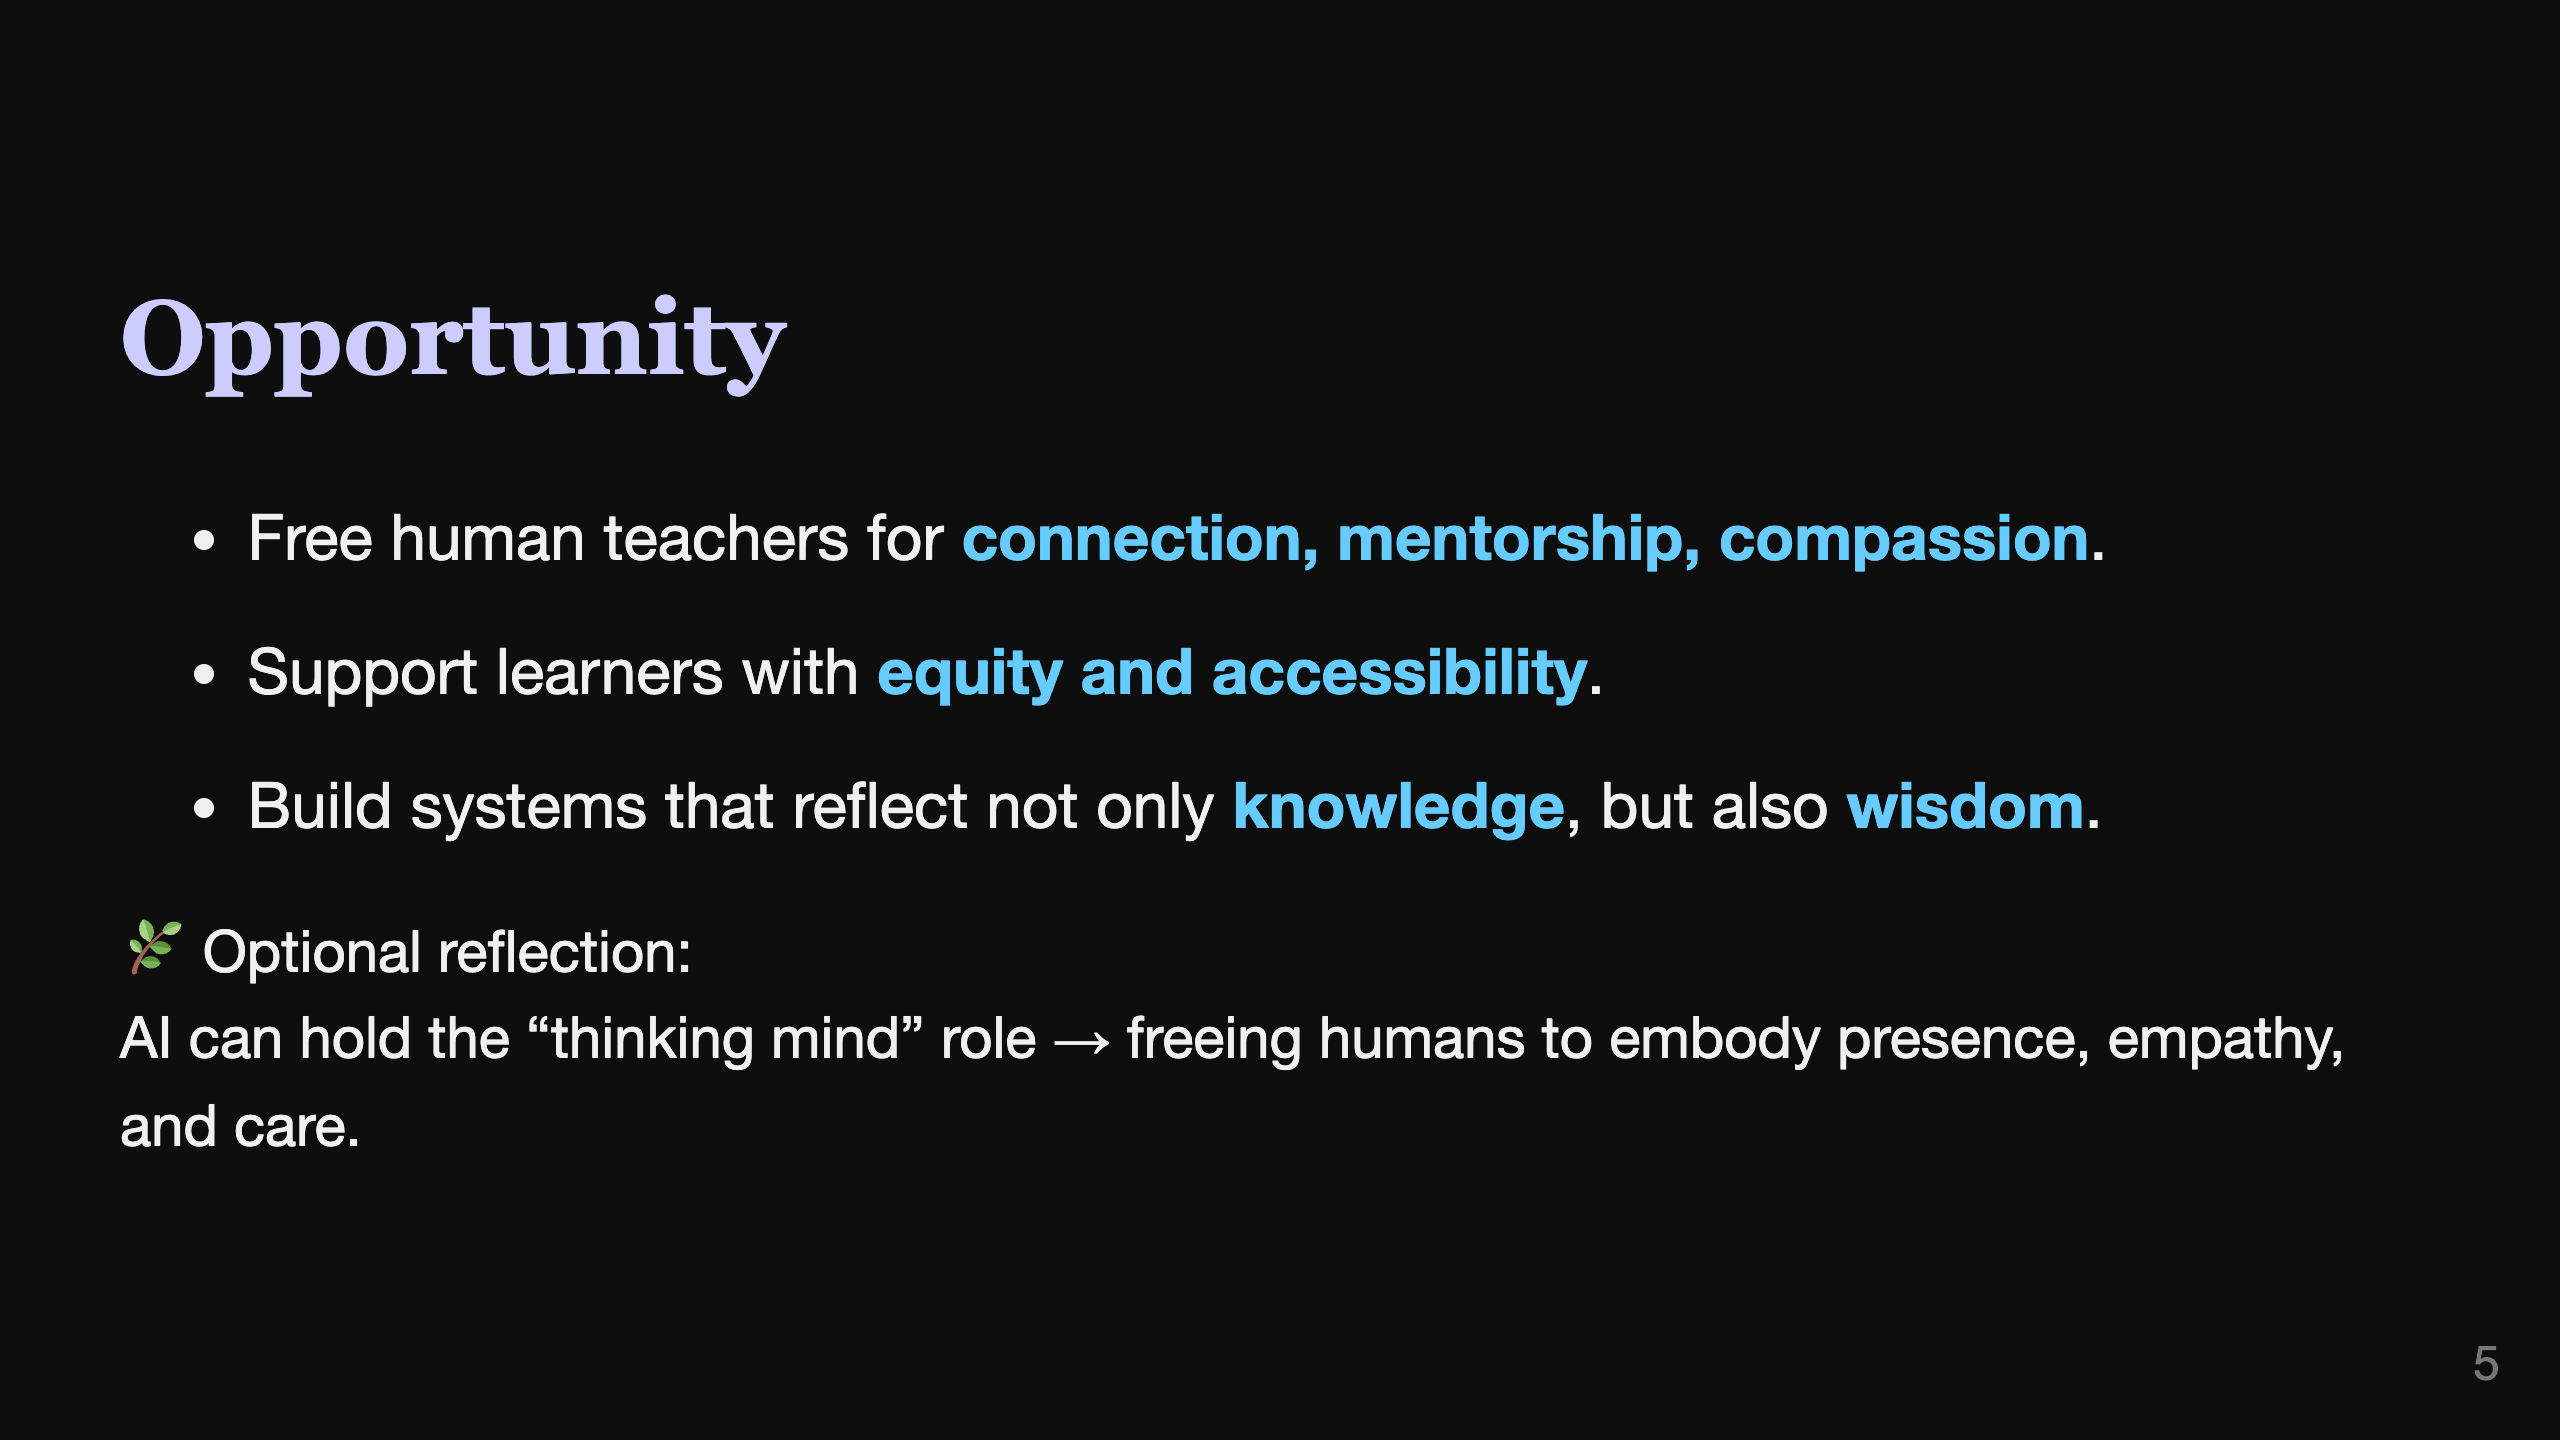 Opportunity
• Free human teachers for connection, mentorship, compassion.
• Support learners with equity and accessibility.
• Build systems that reflect not only knowledge, but also wisdom.
🌿 Optional reflection:
AI can hold the “thinking mind” role → freeing humans to embody presence, empathy,
and care.
5